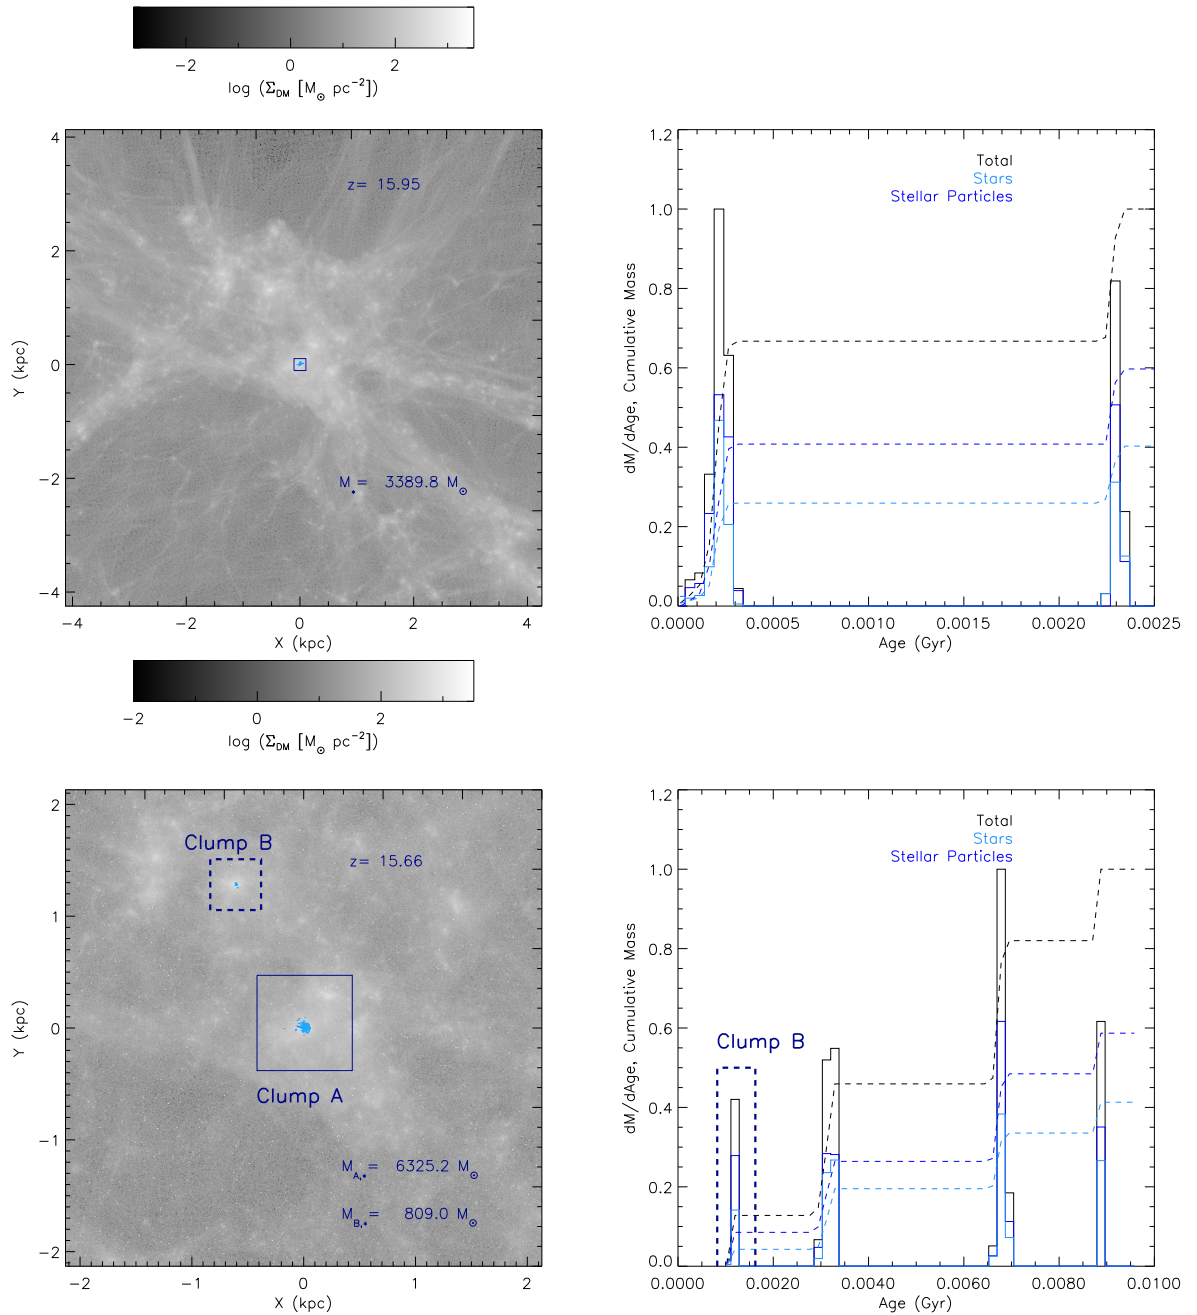 −2 0 2
log (Σ_DM [M_⊙ pc^−2])
4
2
0
−2
−4
Y (kpc)
z= 15.95
M_* = 3389.8 M_⊙
−4 −2 0 2 4
X (kpc)
1.2
1.0
0.8
0.6
0.4
0.2
0.0
dM/dAge, Cumulative Mass
Total
Stars
Stellar Particles
0.0000 0.0005 0.0010 0.0015 0.0020 0.0025
Age (Gyr)
−2 0 2
log (Σ_DM [M_⊙ pc^−2])
2
1
0
−1
−2
Y (kpc)
Clump B
z= 15.66
Clump A
M_A,* = 6325.2 M_⊙
M_B,* = 809.0 M_⊙
−2 −1 0 1 2
X (kpc)
1.2
1.0
0.8
0.6
0.4
0.2
0.0
dM/dAge, Cumulative Mass
Total
Stars
Stellar Particles
Clump B
0.0000 0.0020 0.0040 0.0060 0.0080 0.0100
Age (Gyr)